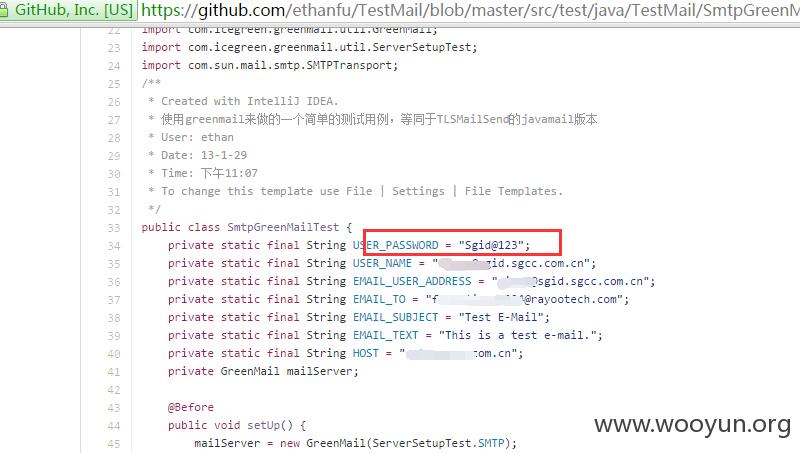 GitHub, Inc. [US] https://github.com/ethanfu/TestMail/blob/master/src/test/java/TestMail/SmtpGreenM
22 import com.icegreen.greenmail.util.GreenMail;
23 import com.icegreen.greenmail.util.ServerSetupTest;
24 import com.sun.mail.smtp.SMTPTransport;
25 /**
26 * Created with IntelliJ IDEA.
27 * 使用greenmail来做的一个简单的测试用例，等同于TLSMailSend的javamail版本
28 * User: ethan
29 * Date: 13-1-29
30 * Time: 下午11:07
31 * To change this template use File | Settings | File Templates.
32 */
33 public class SmtpGreenMailTest {
34 private static final String USER_PASSWORD = "Sgid@123";
35 private static final String USER_NAME = "gid.sgcc.com.cn";
36 private static final String EMAIL_USER_ADDRESS = "@sgid.sgcc.com.cn";
37 private static final String EMAIL_TO = "f@rayootech.com";
38 private static final String EMAIL_SUBJECT = "Test E-Mail";
39 private static final String EMAIL_TEXT = "This is a test e-mail.";
40 private static final String HOST = "com.cn";
41 private GreenMail mailServer;
42
43 @Before
44 public void setUp() {
45 mailServer = new GreenMail(ServerSetupTest.SMTP);
www.wooyun.org